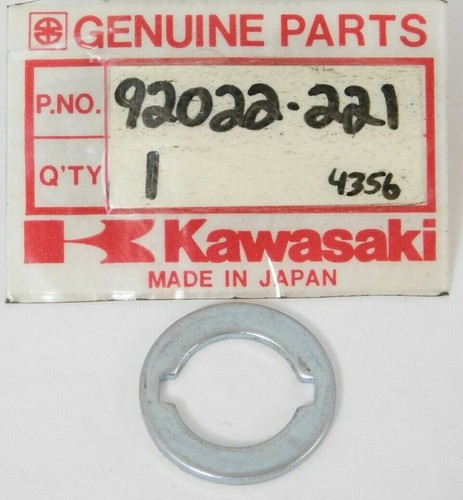 GENUINE PARTS
P.NO. 92022-221
Q'TY 1 4356
Kawasaki
MADE IN JAPAN